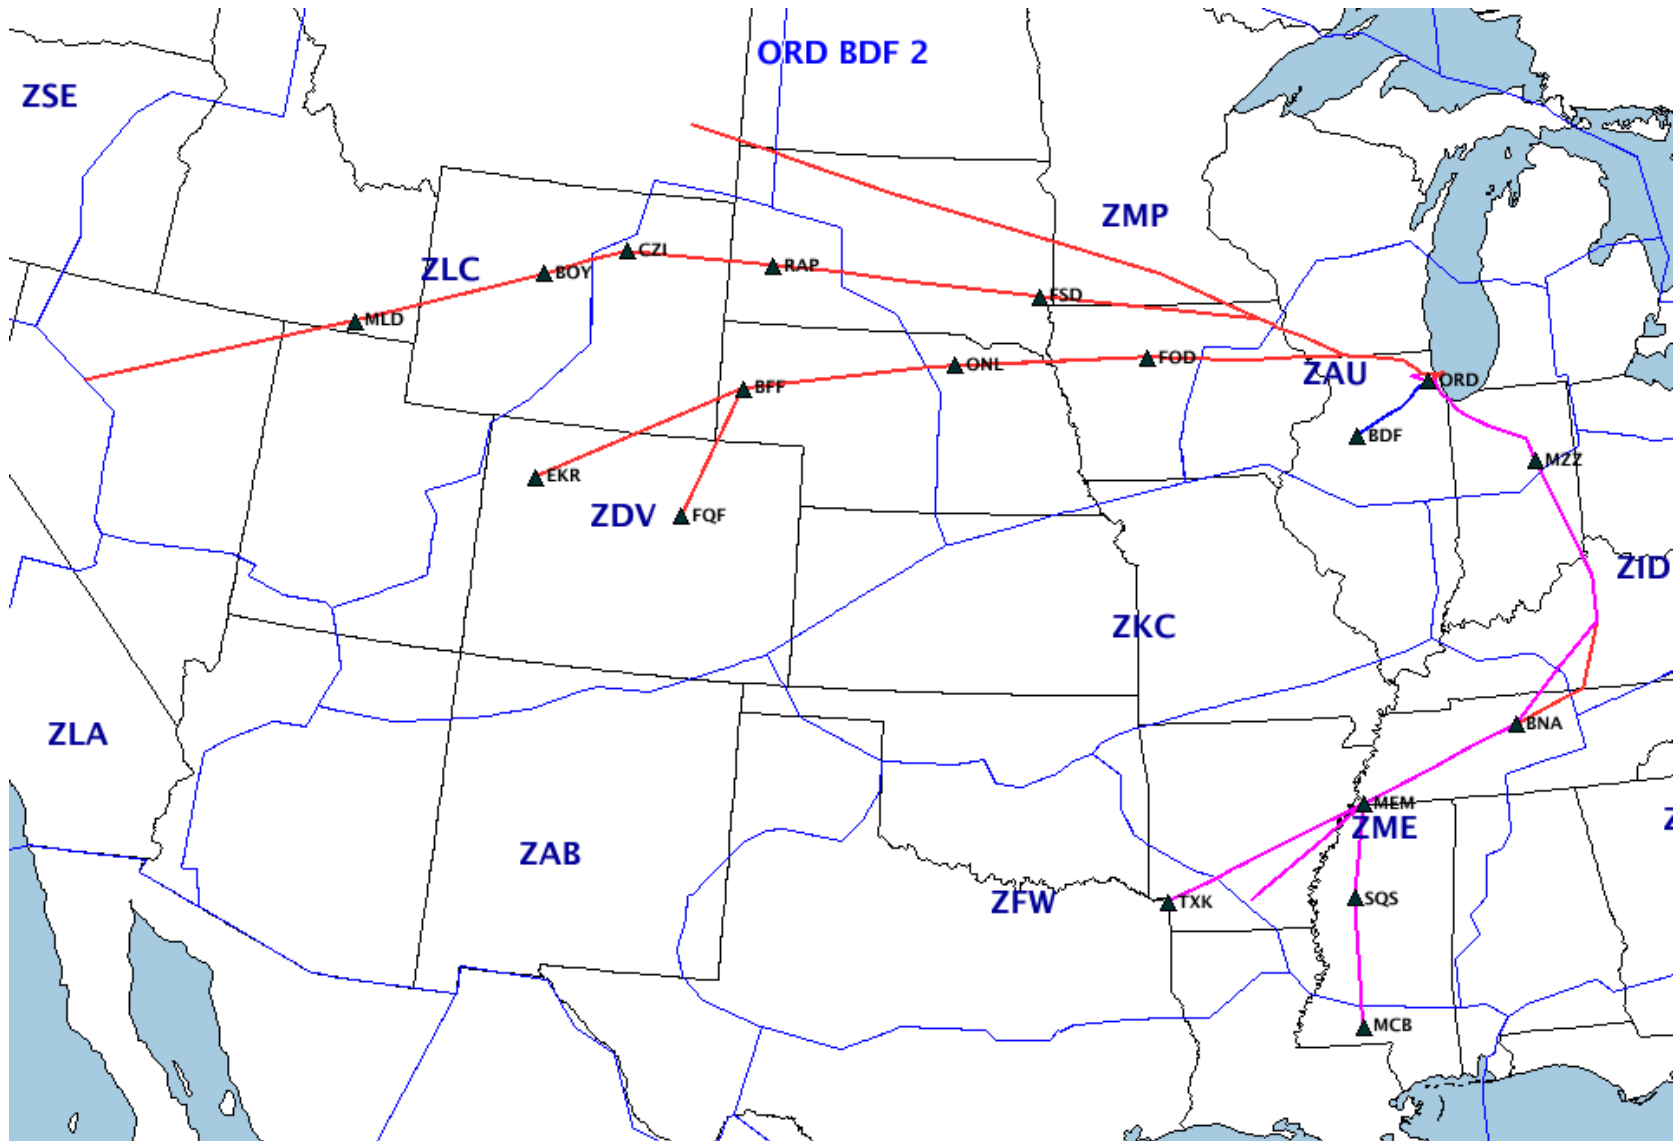 ORD BDF 2
ZSE
ZMP
CZI
ZLC
BOY
RAP
FSD
MLD
ONL
FOD
ZAU
ORD
BFF
BDF
MZZ
EKR
ZDV
FQF
ZID
ZKC
ZLA
BNA
MEM
ZME
Z
ZAB
ZFW
TXK
SQS
MCB